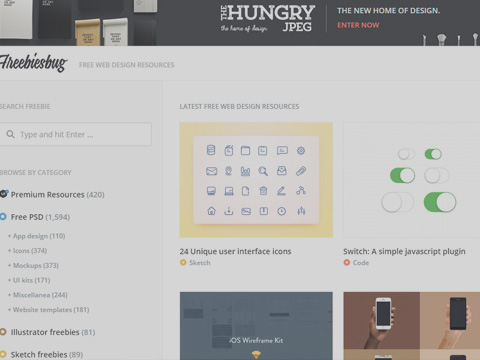 THE HUNGRY JPEG
the home of design
THE NEW HOME OF DESIGN.
ENTER NOW
Freebiesbug
FREE WEB DESIGN RESOURCES
SEARCH FREEBIE
Type and hit Enter ...
BROWSE BY CATEGORY
Premium Resources (420)
Free PSD (1,594)
+ App design (110)
+ Icons (374)
+ Mockups (373)
+ UI kits (171)
+ Miscellanea (244)
+ Website templates (181)
Illustrator freebies (81)
Sketch freebies (89)
LATEST FREE WEB DESIGN RESOURCES
24 Unique user interface icons
Sketch
Switch: A simple javascript plugin
Code
iOS Wireframe Kit